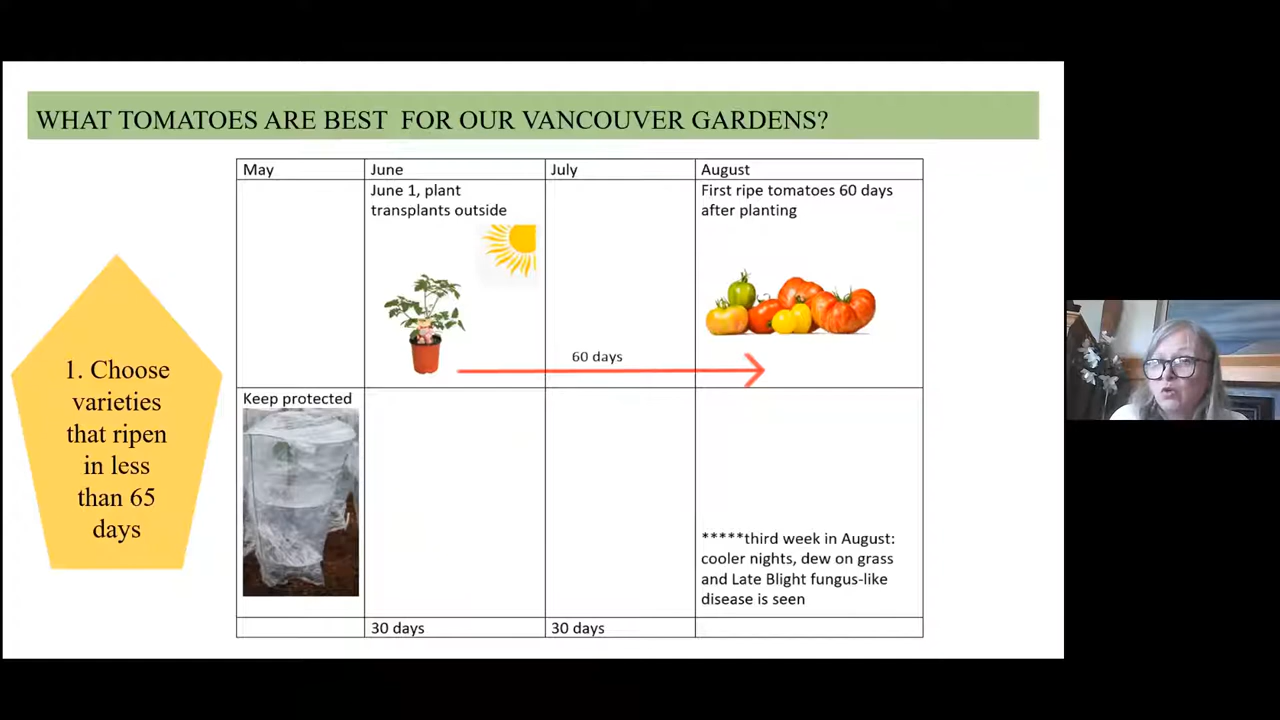 WHAT TOMATOES ARE BEST  FOR OUR VANCOUVER GARDENS?
May
June
July
August
June 1, plant
transplants outside
First ripe tomatoes 60 days
after planting
60 days
1. Choose
varieties
that ripen
in less
than 65
days
Keep protected
*****third week in August:
cooler nights, dew on grass
and Late Blight fungus-like
disease is seen
30 days
30 days